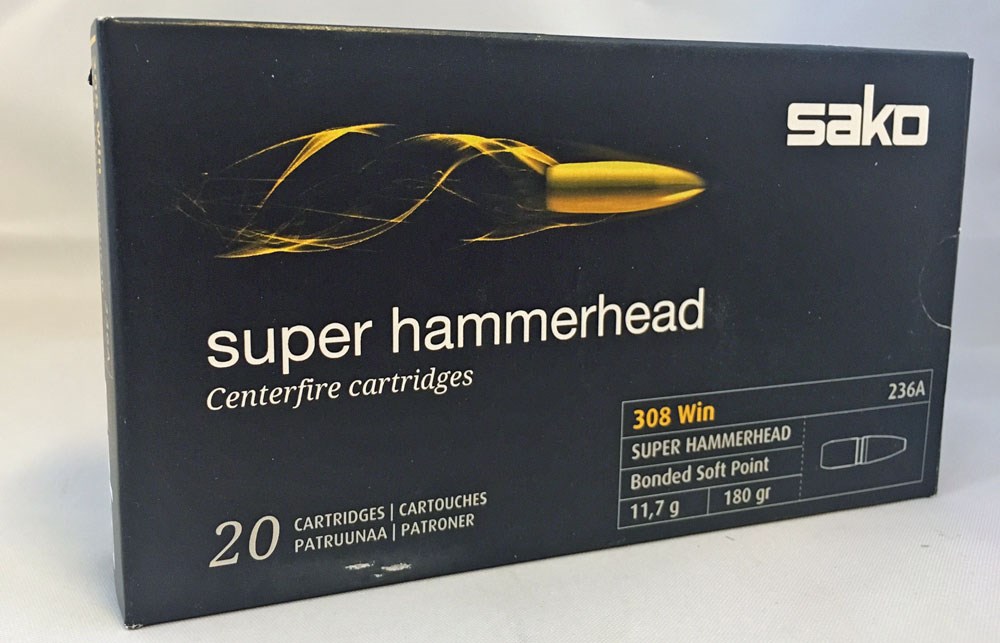 sako
super hammerhead
Centerfire cartridges
308 Win 236A
SUPER HAMMERHEAD
Bonded Soft Point
11,7 g 180 gr
20 CARTRIDGES | CARTOUCHES
PATRUUNAA | PATRONER